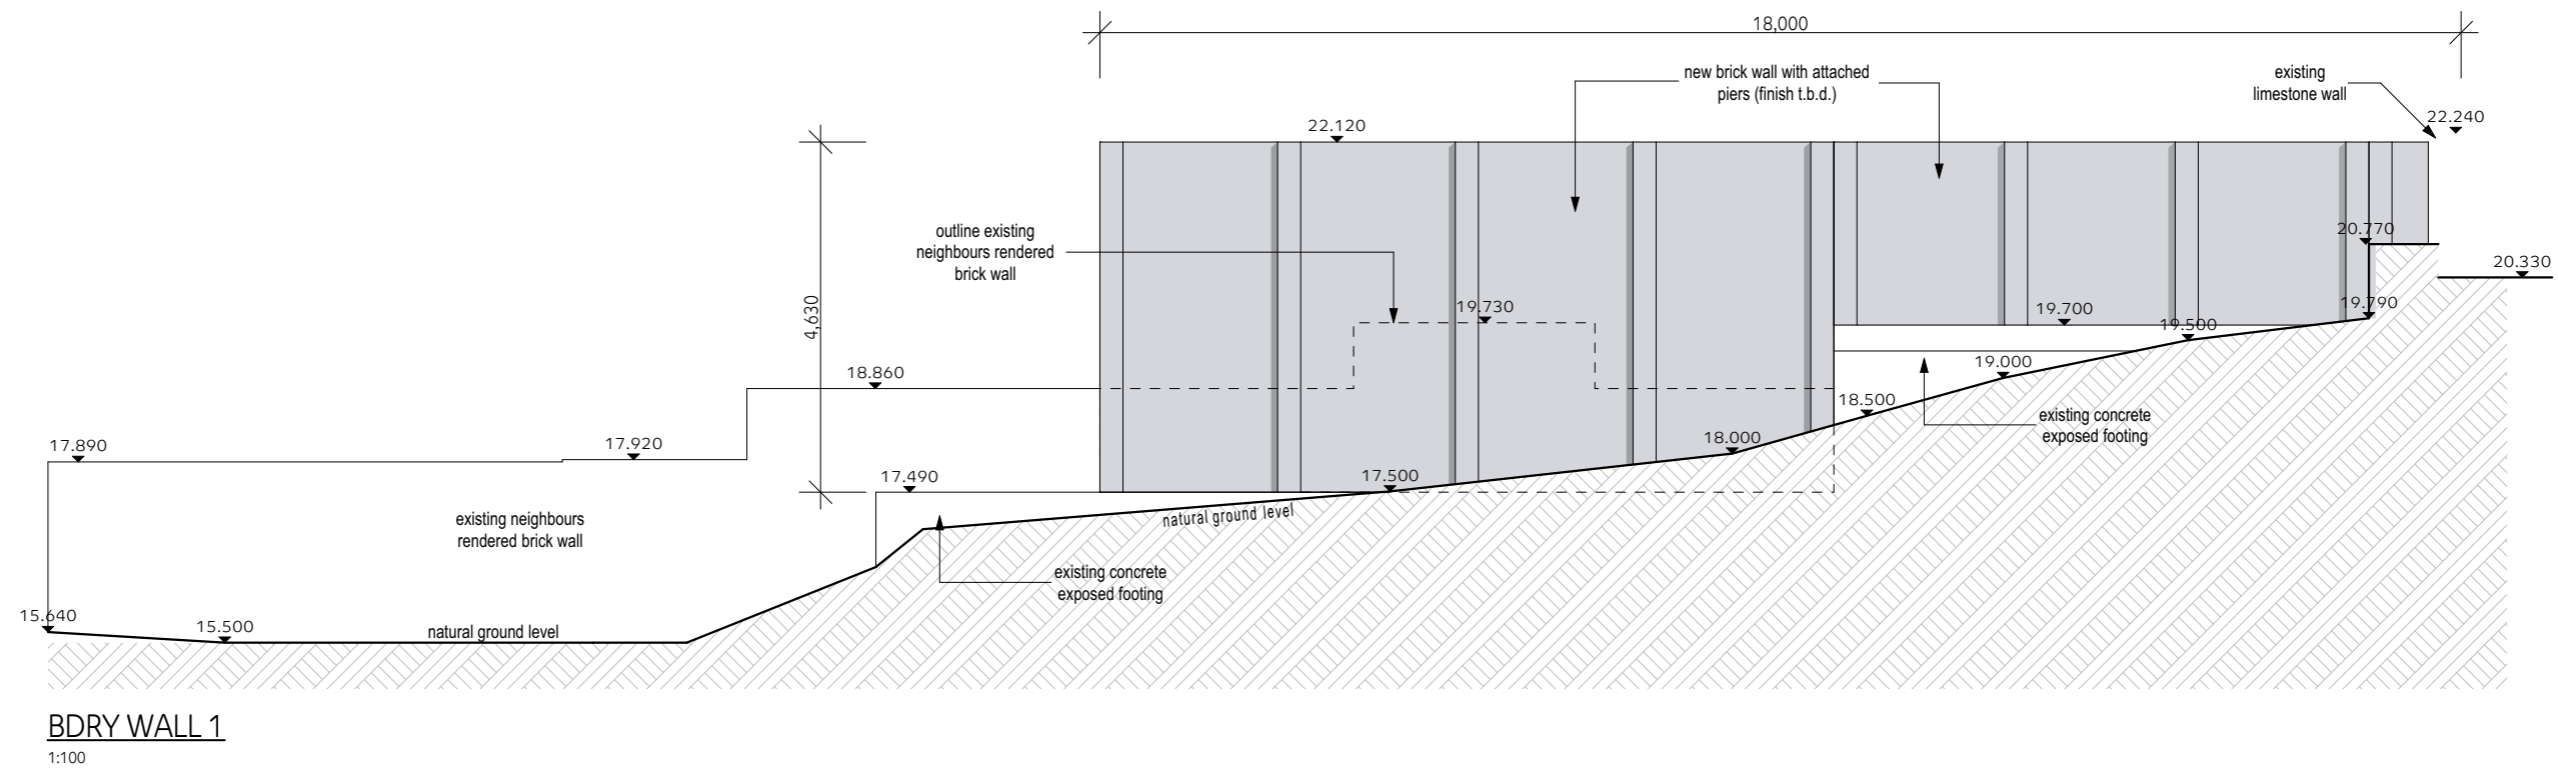 18,000
new brick wall with attached
piers (finish t.b.d.)
existing
limestone wall
22.240
22.120
outline existing
neighbours rendered
brick wall
20.770
20.330
4,630
19.730
19.700
19.790
19.500
19.000
18.860
18.500
existing concrete
exposed footing
17.890
17.920
18.000
17.490
17.500
natural ground level
existing neighbours
rendered brick wall
existing concrete
exposed footing
15.640
15.500
natural ground level
BDRY WALL 1
1:100